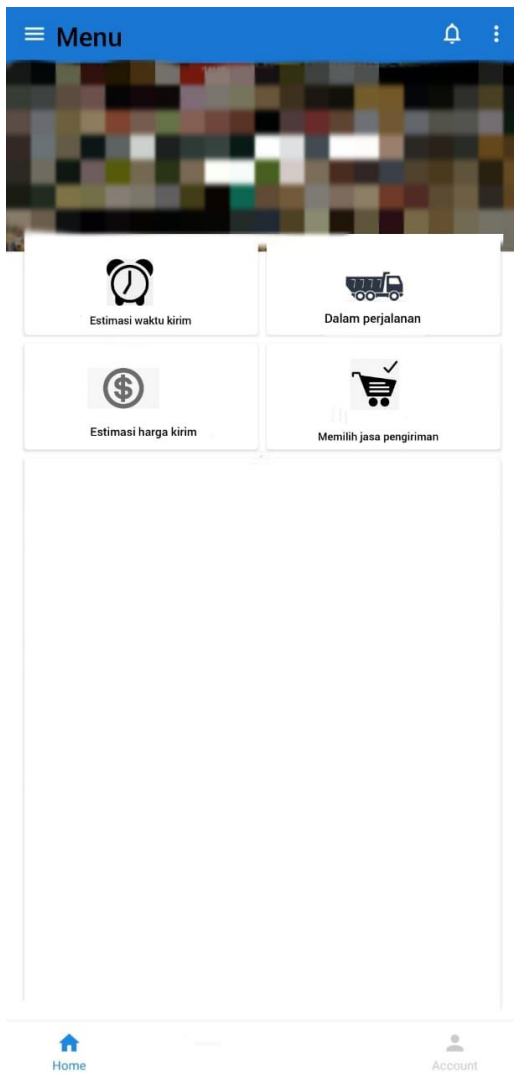 Menu
Estimasi waktu kirim
Dalam perjalanan
Estimasi harga kirim
Memilih jasa pengiriman
Home
Account